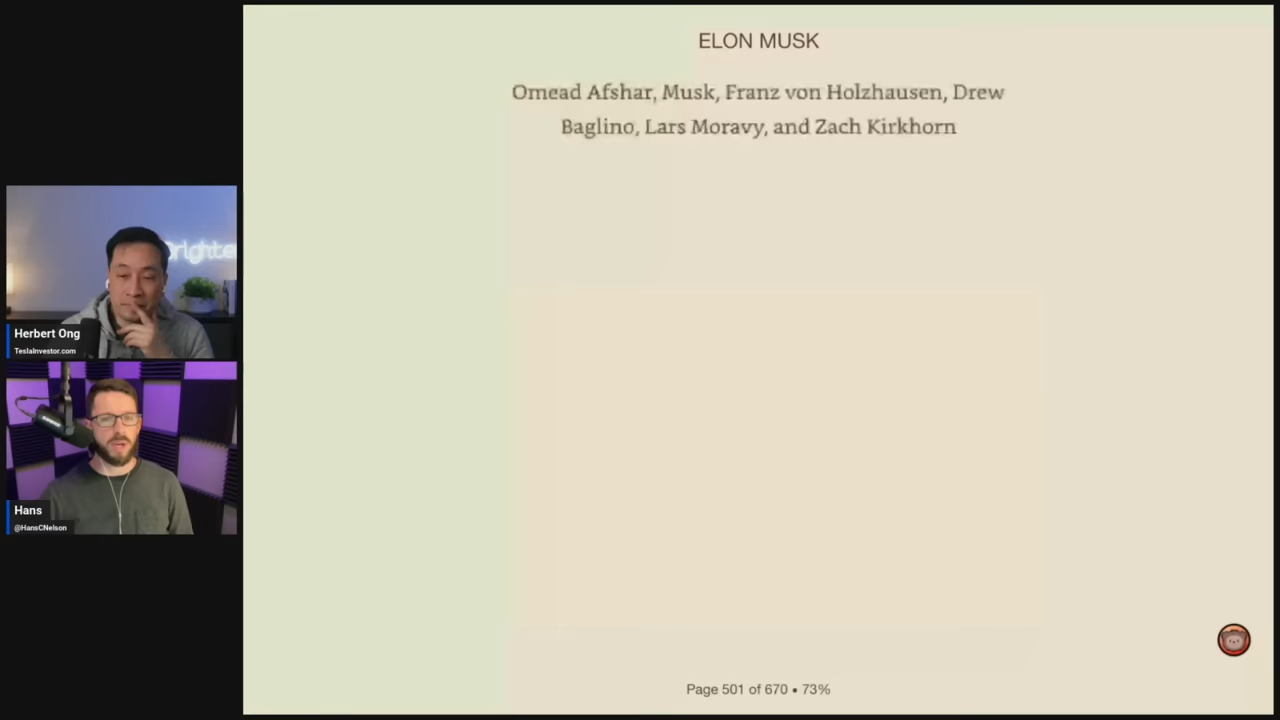 ELON MUSK
Omead Afshar, Musk, Franz von Holzhausen, Drew
Baglino, Lars Moravy, and Zach Kirkhorn
Herbert Ong
TeslaInvestor.com
Hans
@HansCNelson
Page 501 of 670 • 73%